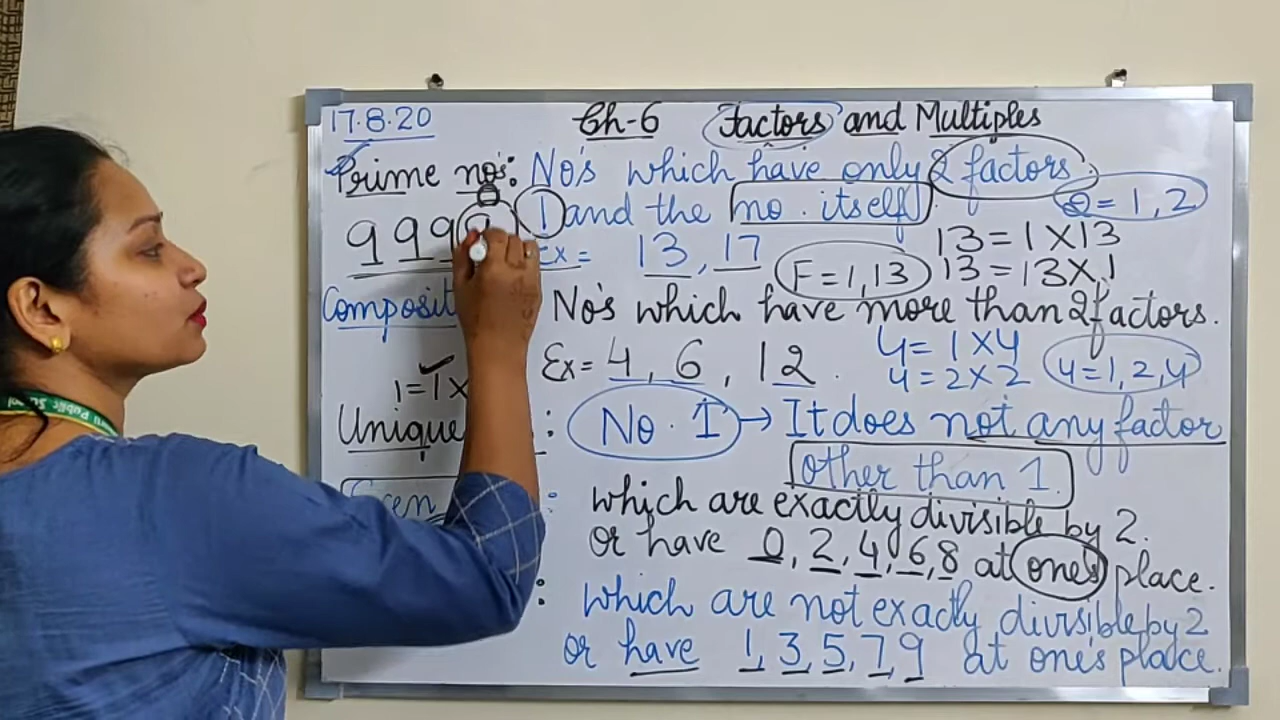 17.8.20
Ch-6 Factors and Multiples
Prime no's: No's which have only 2 factors.
1 and the no. itself. 2 = 1, 2
999
Ex = 13, 17 F = 1,13
13 = 1 X 13
13 = 13 X 1
Composit No's which have more than 2 factors.
Ex = 4, 6, 12. 4 = 1 X 4
4 = 2 X 2 4 = 1, 2, 4
1 = 1 x
Unique : No. 1 → It does not any factor
other than 1.
: which are exactly divisible by 2.
or have 0, 2, 4, 6, 8 at one's place.
: which are not exactly divisible by 2
or have 1, 3, 5, 7, 9 at one's place.
Public